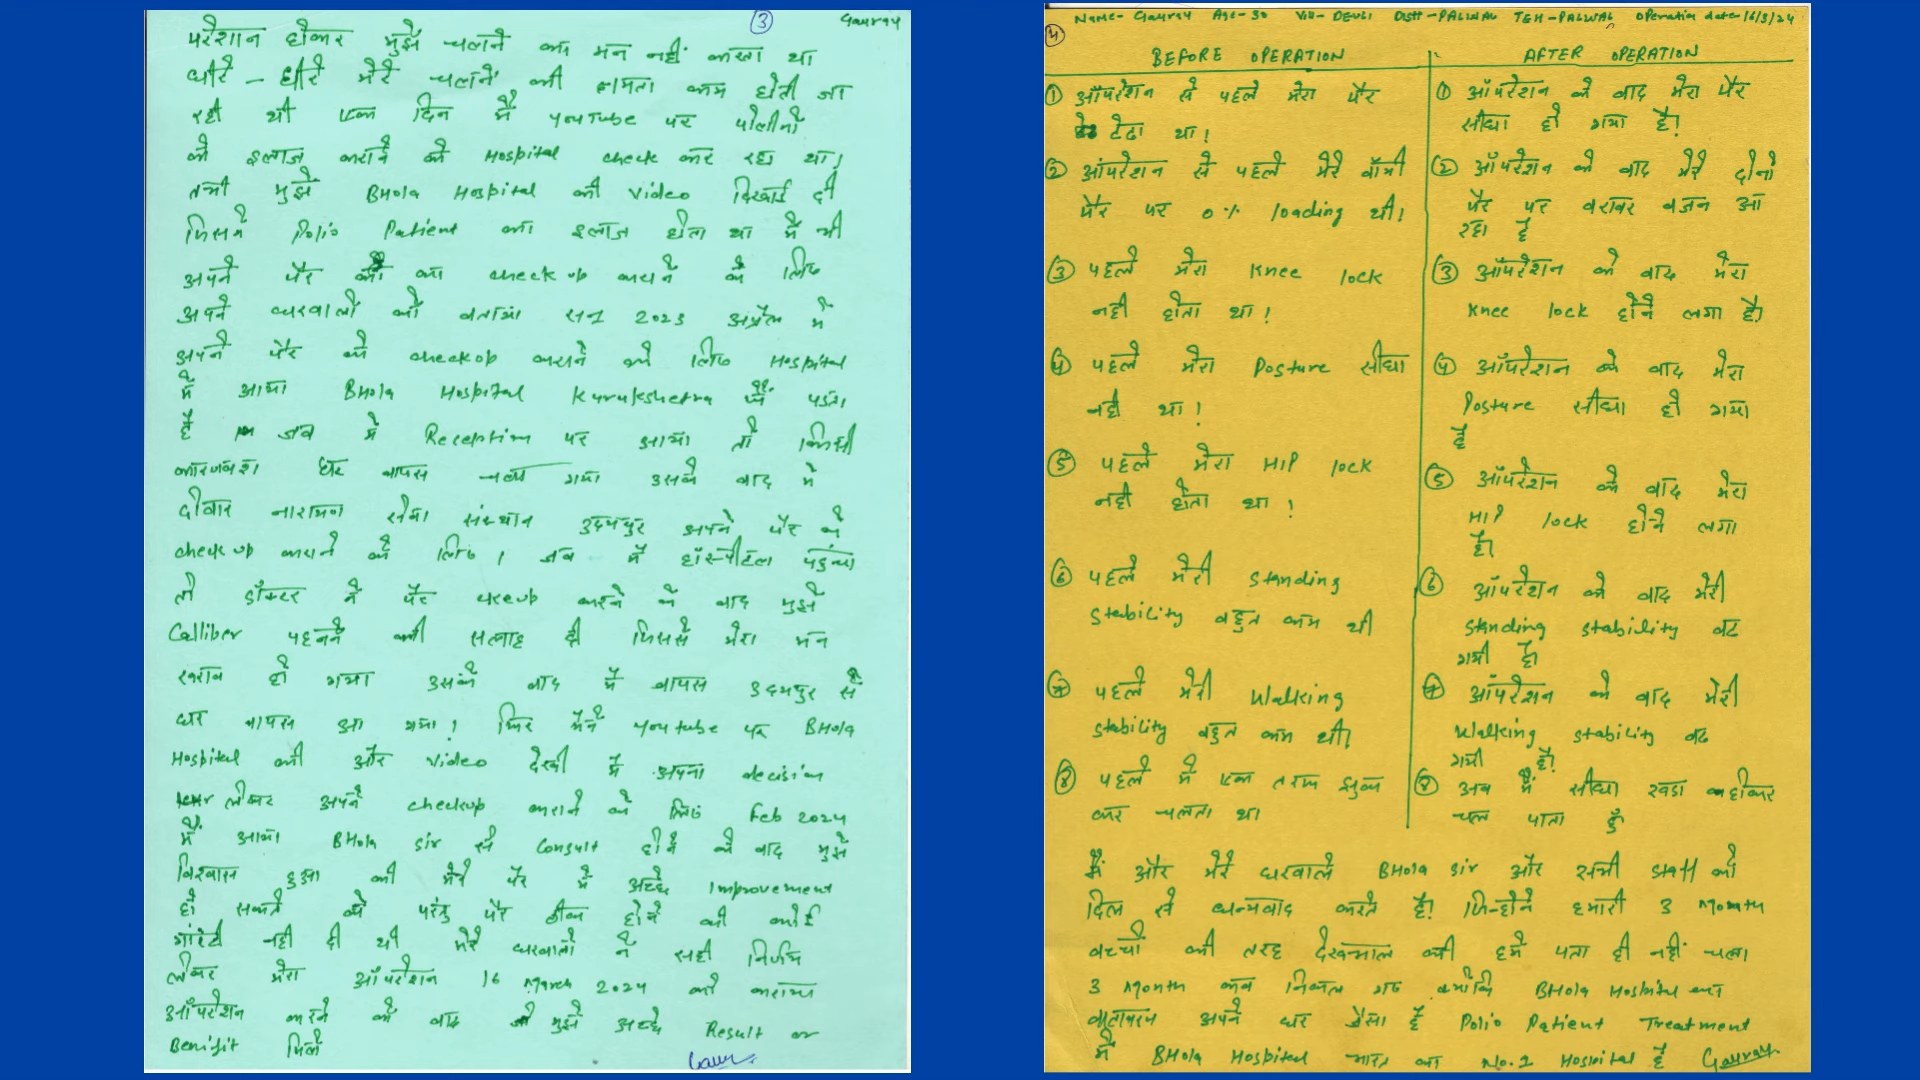 3 Gaurav
परेशान होकर मुझे चलने का मन नहीं करता था
धीरे - धीरे मेरे चलने की क्षमता कम होती जा
रही थी एक दिन मैं YouTube पर पोलीनो
के इलाज कराने के Hospital check कर रहा था।
तभी मुझे BHola Hospital की Video दिखाई दी
जिसने Polio Patient का इलाज होता था मै भी
अपने पैर का check up कराने के लिए
अपने घरवालो को बताया सन 2023 अप्रैल मे
अपने पैर के checkup कराने के लिए Hospital
में आया BHola Hospital Kurukshetra में पड़ता
है जब मे Reception पर आया तो किसी
कारणवश घर वापस चला गया उसके बाद मे
नारायण सेवा संस्थान उदयपुर अपने पैर के
check up कराने के लिए । जब मैं हॉस्पीटल पहुंचा
तो डॉक्टर ने पैर checkup करने के बाद मुझे
Calliber पहनने की सलाह दी जिससे मेरा मन
खराब हो गया उसके बाद मैं वापस उदयपुर से
घर वापस आ गया ! फिर मैंने YouTube पर BHola
Hospital की और Video देखी मै अपना decision
लेकर अपने checkup कराने के लिए Feb 2024
में आया BHola sir से Consult होने के बाद मुझे
विश्वास हुआ की मेरे पैर मे अच्छे Improvement
हो सकते थे परंतु पैर ठीक होने की कोई
गारंटी नही दी थी मेरे घरवालो ने सही निर्णय
लेकर मेरा ऑपरेशन 16 March 2024 को कराया
ऑपरेशन करने के बाद मुझे अच्छे Result or
Benifit मिले
Gaurav
4 Name- Gaurav Age-30 Vill- DEVLI Distt-PALWAL TEH-PALWAL Operation date-16/3/24
BEFORE OPERATION
1 ऑपरेशन से पहले मेरा पैर
टेढा था!
2 ऑपरेशन से पहले मेरे बॉयी
पैर पर 0% loading थी!
3 पहले मेरा Knee lock
नही होता था!
4 पहले मेरा Posture सीधा
नही था!
5 पहले मेरा HIP lock
नही होता था!
6 पहले मेरी standing
stability बहुत कम थी
7 पहले मेरी walking
stability बहुत कम थी।
8 पहले मे एक तरफ झुक
कर चलता था
AFTER OPERATION
1 ऑपरेशन के बाद मेरा पैर
सीधा हो गया है!
2 ऑपरेशन के बाद मेरे दोनो
पैर पर बराबर वजन आ
रहा है
3 ऑपरेशन के बाद मेरा
Knee lock होने लगा है।
4 ऑपरेशन के बाद मेरा
Posture सीधा हो गया
है
5 ऑपरेशन के बाद मेरा
HIP lock होने लगा
है।
6 ऑपरेशन के बाद मेरी
standing stability बढ
गयी है।
7 ऑपरेशन के बाद मेरी
Walking stability बढ
गयी है।
8 अब मैं सीधा खडा होकर
चल पाता हुँ
मैं और मेरे घरवाले BHola sir और सभी staff को
दिल से धन्यवाद करते है! जिन्होने हमारी 3 Month
बच्चो की तरह देखभाल की हमे पता ही नहीं चला
3 Month कब निकल गए क्योकि BHola Hospital का
वातावरण अपने घर जैसा है Polio Patient Treatment
में BHola Hospital भारत का No.1 Hospital है Gaurav